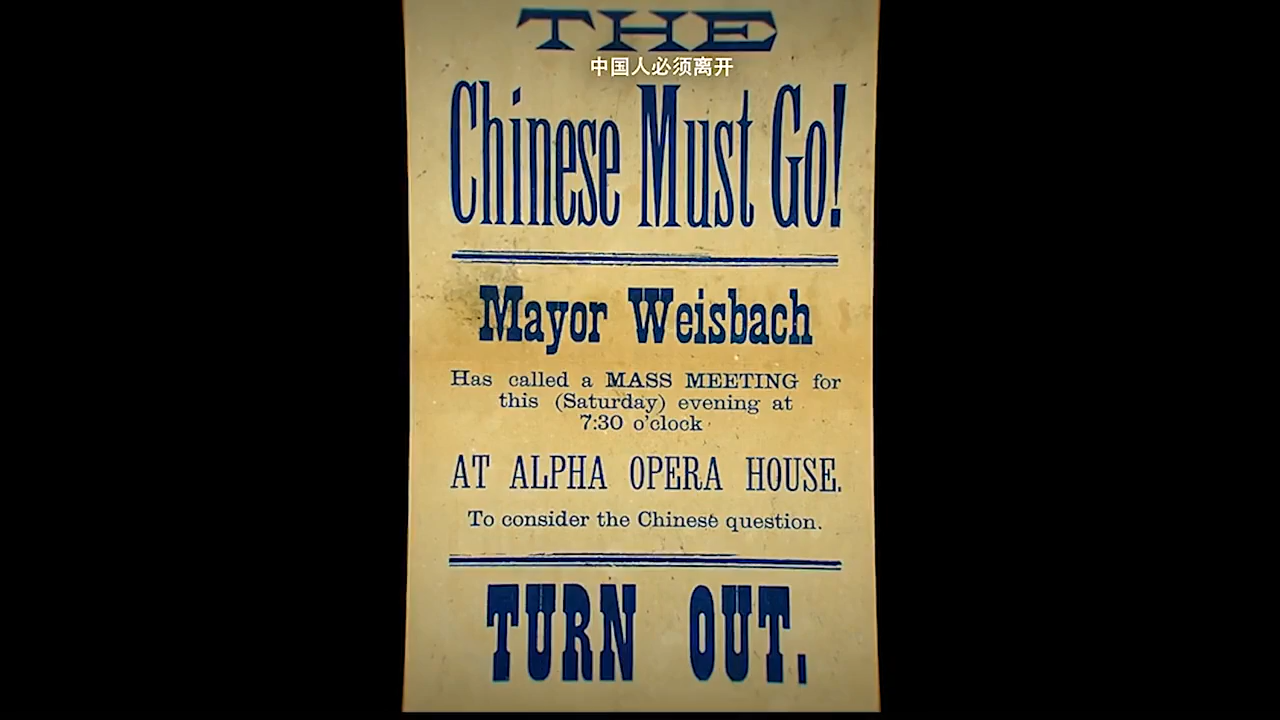 THE
中国人必须离开
Chinese Must Go!
Mayor Weisbach
Has called a MASS MEETING for
this (Saturday) evening at
7:30 o'clock
AT ALPHA OPERA HOUSE.
To consider the Chinese question.
TURN OUT.